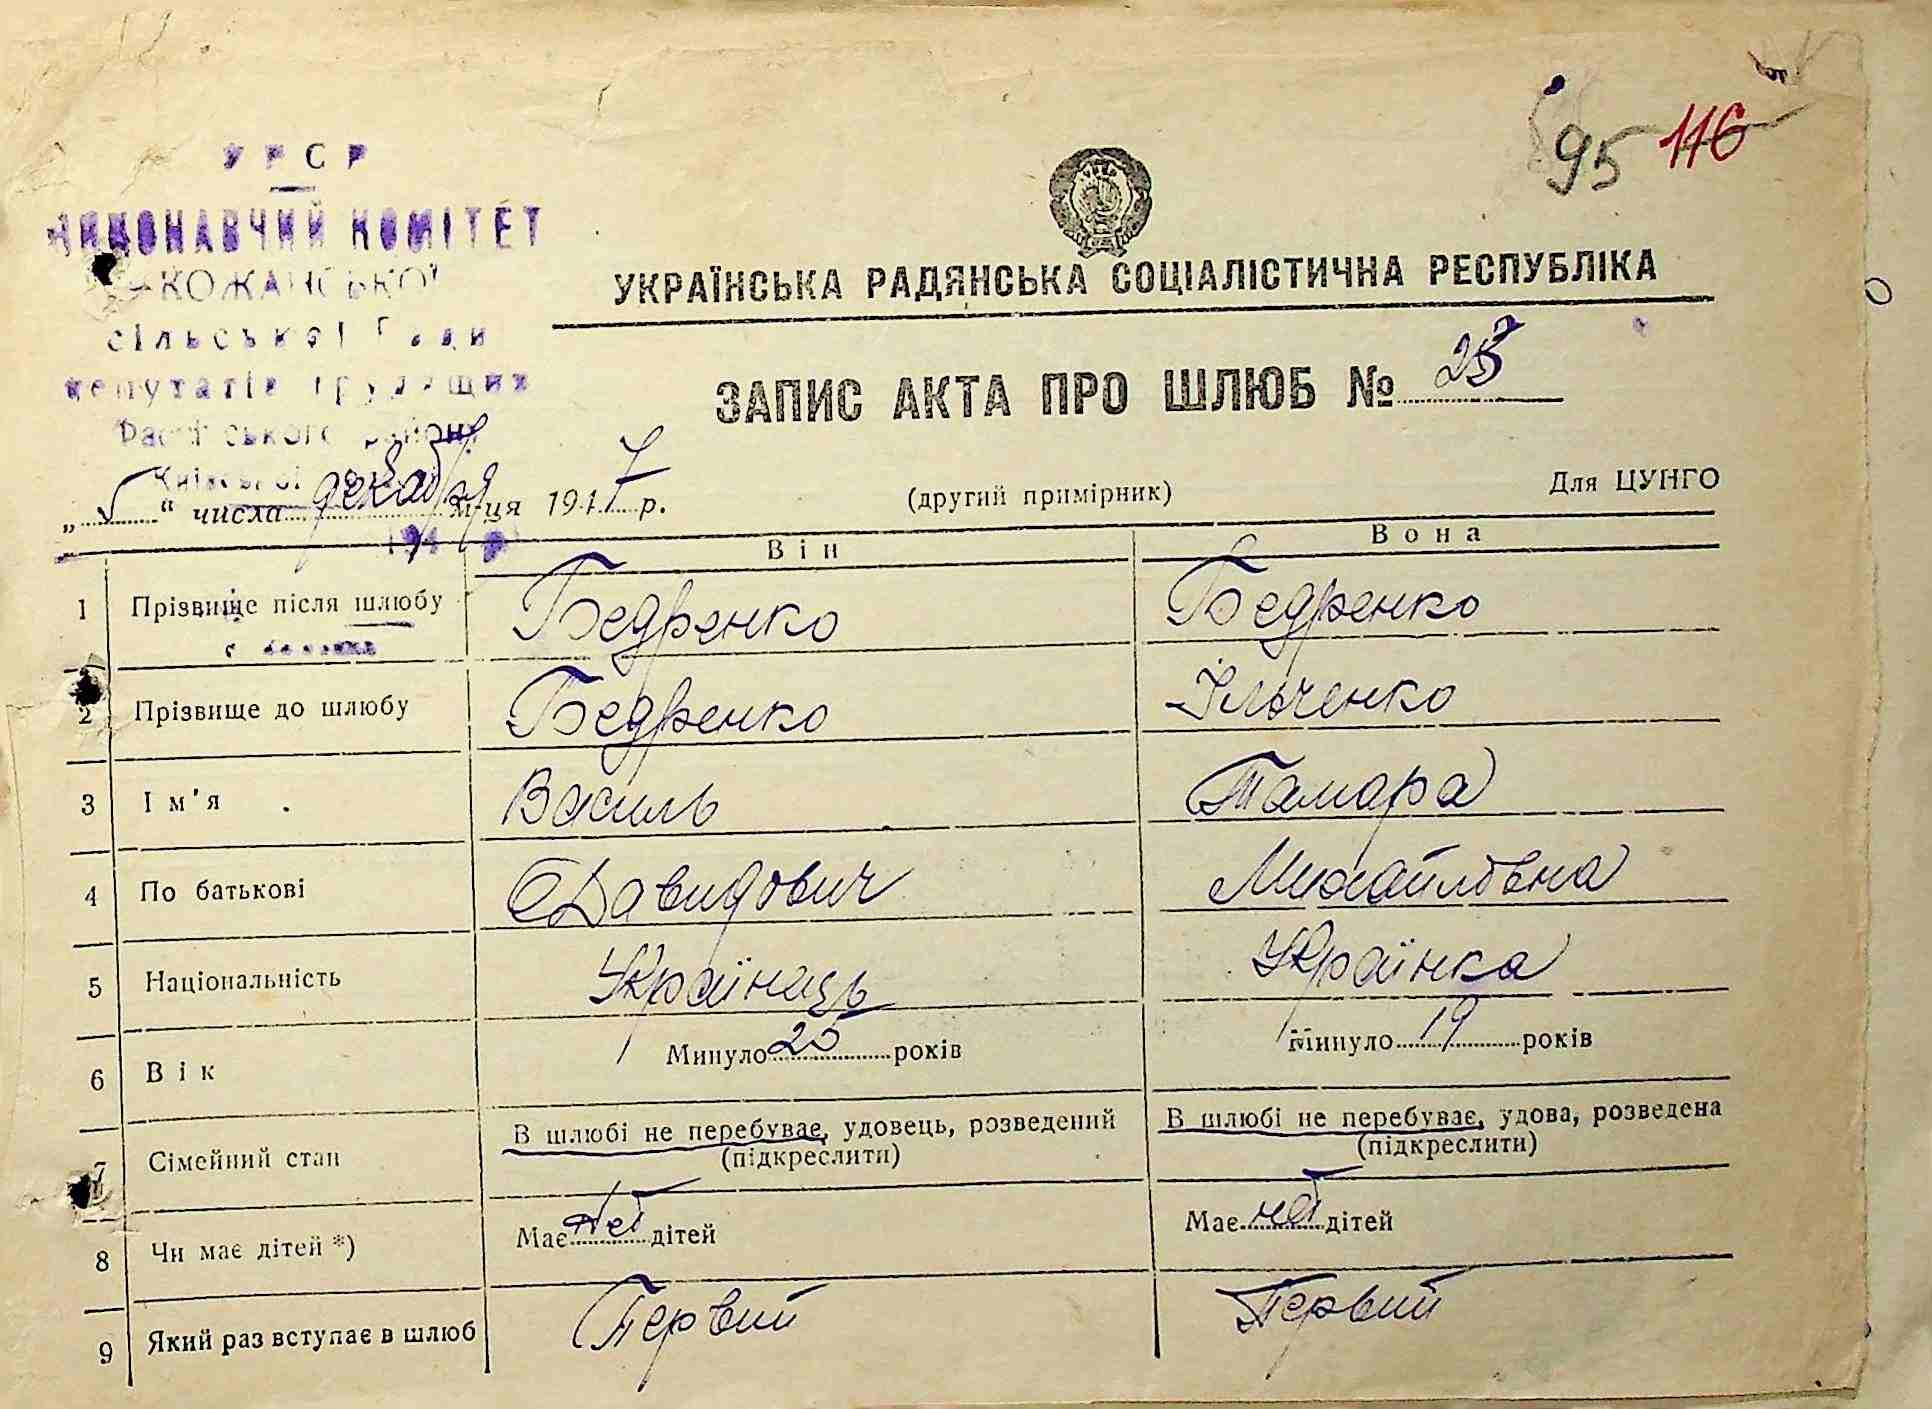 95 116
УРСР
ВИКОНАВЧИЙ КОМІТЕТ
КОЖАНСЬКОЇ
сільської Ради
депутатів трудящих
Фастівського району
Київської
УКРАЇНСЬКА РАДЯНСЬКА СОЦІАЛІСТИЧНА РЕСПУБЛІКА
ЗАПИС АКТА ПРО ШЛЮБ №
„5“ числа декабря м-ця 1947 р. (другий примірник) Для ЦУНГО
Він Вона
1 Прізвище після шлюбу Бедренко Бедренко
2 Прізвище до шлюбу Бедренко Ільченко
3 Ім'я Василь Тамара
4 По батькові Давидович Михайловна
5 Національність Українець Українка
6 Вік Минуло 25 років Минуло 19 років
7 Сімейний стан В шлюбі не перебуває, удовець, розведений В шлюбі не перебуває, удова, розведена
(підкреслити) (підкреслити)
8 Чи має дітей *) Має нет дітей Має нет дітей
9 Який раз вступає в шлюб Первий Первий